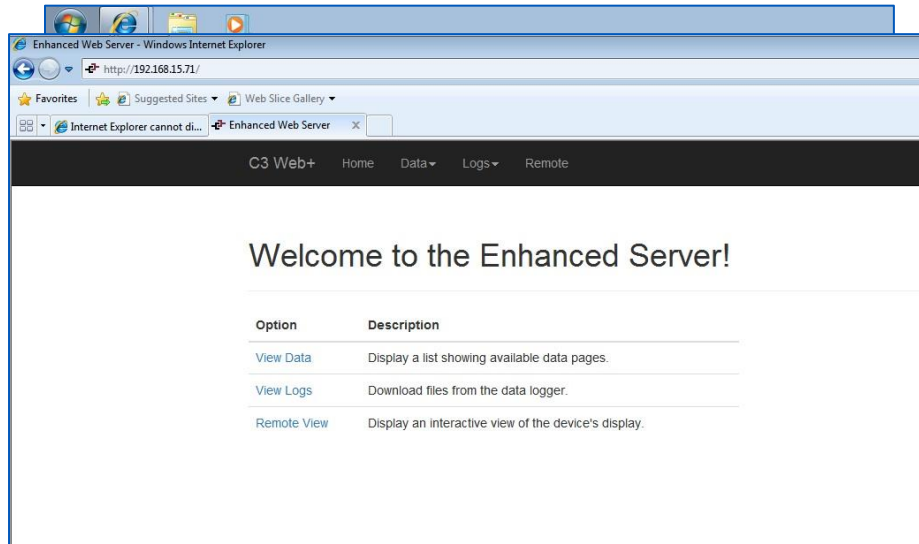 Enhanced Web Server - Windows Internet Explorer
http://192.168.15.71/
Favorites Suggested Sites Web Slice Gallery
Internet Explorer cannot di... Enhanced Web Server x
C3 Web+ Home Data Logs Remote
Welcome to the Enhanced Server!
Option Description
View Data Display a list showing available data pages.
View Logs Download files from the data logger.
Remote View Display an interactive view of the device's display.